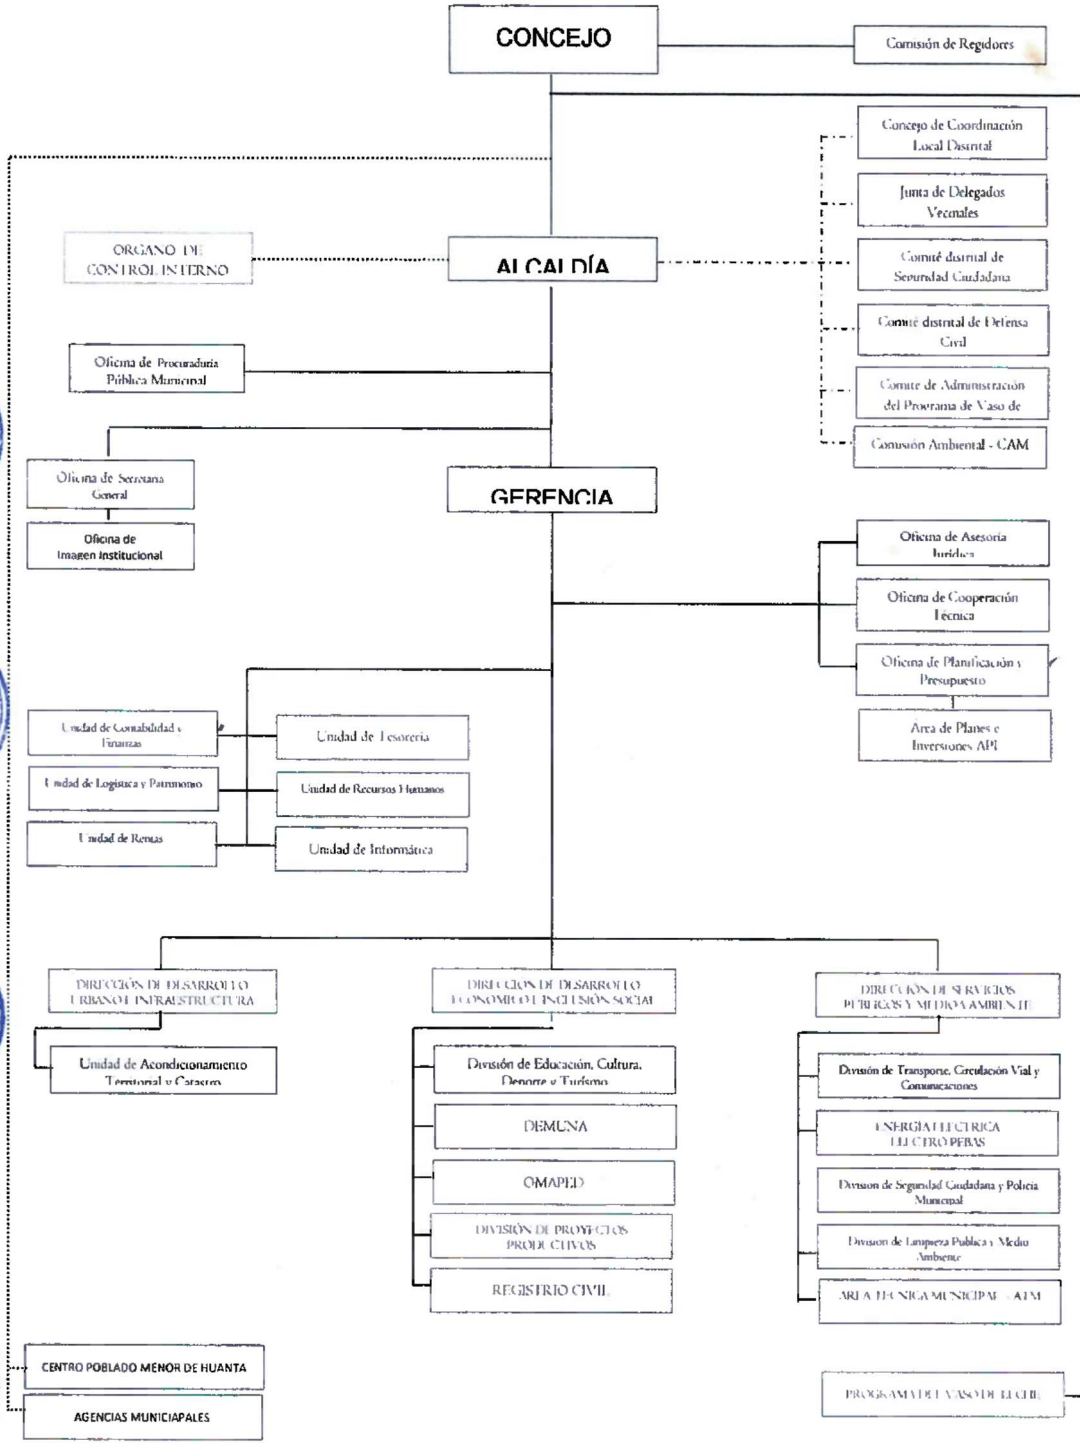 CONCEJO
Comisión de Regidores
Concejo de Coordinación
Local Distrital
Junta de Delegados
Vecinales
ORGANO DE
CONTROL INTERNO
ALCALDÍA
Comité distrital de
Seguridad Ciudadana
Comité distrital de Defensa
Civil
Oficina de Procuraduria
Pública Municipal
Comite de Administración
del Programa de Vaso de
Comisión Ambiental - CAM
Oficina de Secretaria
General
GERENCIA
Oficina de
Imagen Institucional
Oficina de Asesoría
Jurídica
Oficina de Cooperación
Técnica
Oficina de Planificación y
Presupuesto
Area de Planes e
Inversiones API
Unidad de Contabilidad y
Finanzas
Unidad de Tesorería
Unidad de Logística y Patrimonio
Unidad de Recursos Humanos
Unidad de Rentas
Unidad de Informática
DIRECCIÓN DE DESARROLLO
URBANO E INFRAESTRUCTURA
DIRECCION DE DESARROLLO
ECONOMICO E INCLUSIÓN SOCIAL
DIRECCIÓN DE SERVICIOS
PUBLICOS Y MEDIO AMBIENTE
Unidad de Acondicionamiento
Territorial y Catastro
División de Educación, Cultura,
Deporte y Turísmo
DEMUNA
OMAPED
DIVISIÓN DE PROYECTOS
PRODUCTIVOS
REGISTRIO CIVIL
División de Transporte, Circulación Vial y
Comunicaciones
ENERGÍA ELECTRICA
ELECTRO PEBAS
Division de Seguridad Ciudadana y Policía
Municipal
Division de Limpieza Publica y Medio
Ambiente
AREA TECNICA MUNICIPAL - ATM
CENTRO POBLADO MENOR DE HUANTA
AGENCIAS MUNICIAPALES
PROGRAMA DEL VASO DE LECHE